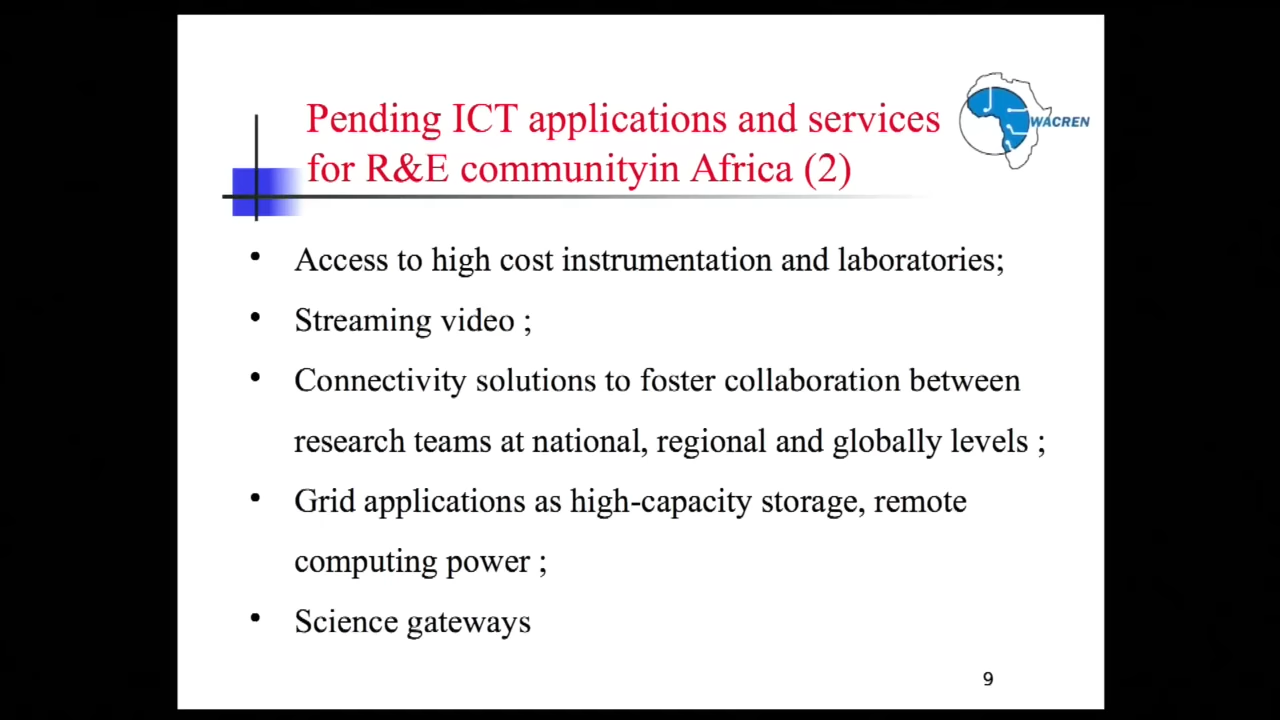 Pending ICT applications and services
for R&E communityin Africa (2)
WACREN
• Access to high cost instrumentation and laboratories;
• Streaming video ;
• Connectivity solutions to foster collaboration between
research teams at national, regional and globally levels ;
• Grid applications as high-capacity storage, remote
computing power ;
• Science gateways
9